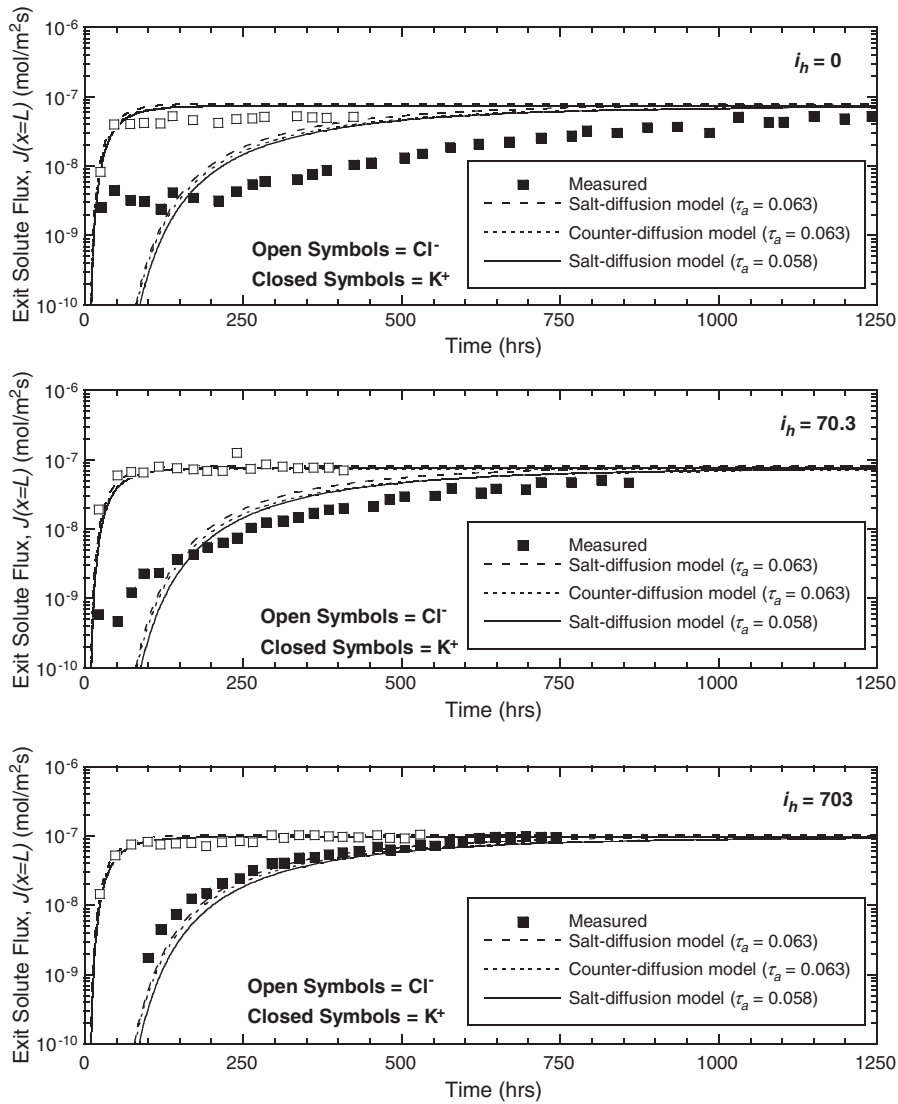 Exit Solute Flux, J(x=L) (mol/m²s)
10⁻⁶
10⁻⁷
10⁻⁸
10⁻⁹
10⁻¹⁰
i_h = 0
Measured
Salt-diffusion model (τ_a = 0.063)
Counter-diffusion model (τ_a = 0.063)
Salt-diffusion model (τ_a = 0.058)
Open Symbols = Cl⁻
Closed Symbols = K⁺
0 250 500 750 1000 1250
Time (hrs)
Exit Solute Flux, J(x=L) (mol/m²s)
10⁻⁶
10⁻⁷
10⁻⁸
10⁻⁹
10⁻¹⁰
i_h = 70.3
Measured
Salt-diffusion model (τ_a = 0.063)
Counter-diffusion model (τ_a = 0.063)
Salt-diffusion model (τ_a = 0.058)
Open Symbols = Cl⁻
Closed Symbols = K⁺
0 250 500 750 1000 1250
Time (hrs)
Exit Solute Flux, J(x=L) (mol/m²s)
10⁻⁶
10⁻⁷
10⁻⁸
10⁻⁹
10⁻¹⁰
i_h = 703
Measured
Salt-diffusion model (τ_a = 0.063)
Counter-diffusion model (τ_a = 0.063)
Salt-diffusion model (τ_a = 0.058)
Open Symbols = Cl⁻
Closed Symbols = K⁺
0 250 500 750 1000 1250
Time (hrs)